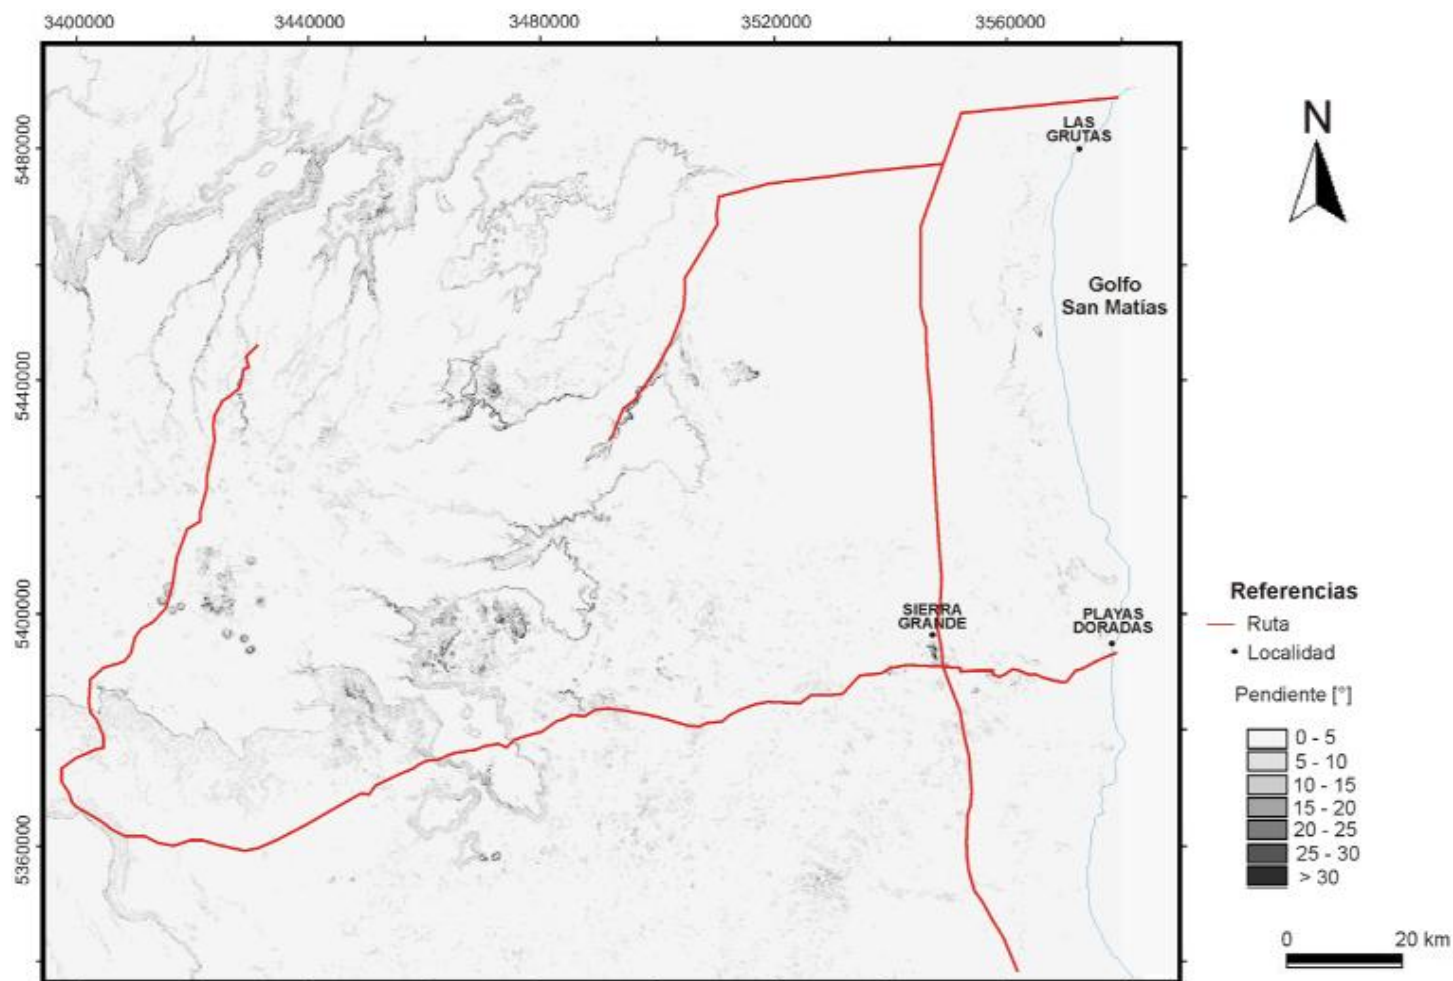 3400000
3440000
3480000
3520000
3560000
5480000
5440000
5400000
5360000
LAS
GRUTAS
Golfo
San Matías
SIERRA
GRANDE
PLAYAS
DORADAS
N
Referencias
Ruta
Localidad
Pendiente [°]
0 - 5
5 - 10
10 - 15
15 - 20
20 - 25
25 - 30
> 30
0 20 km